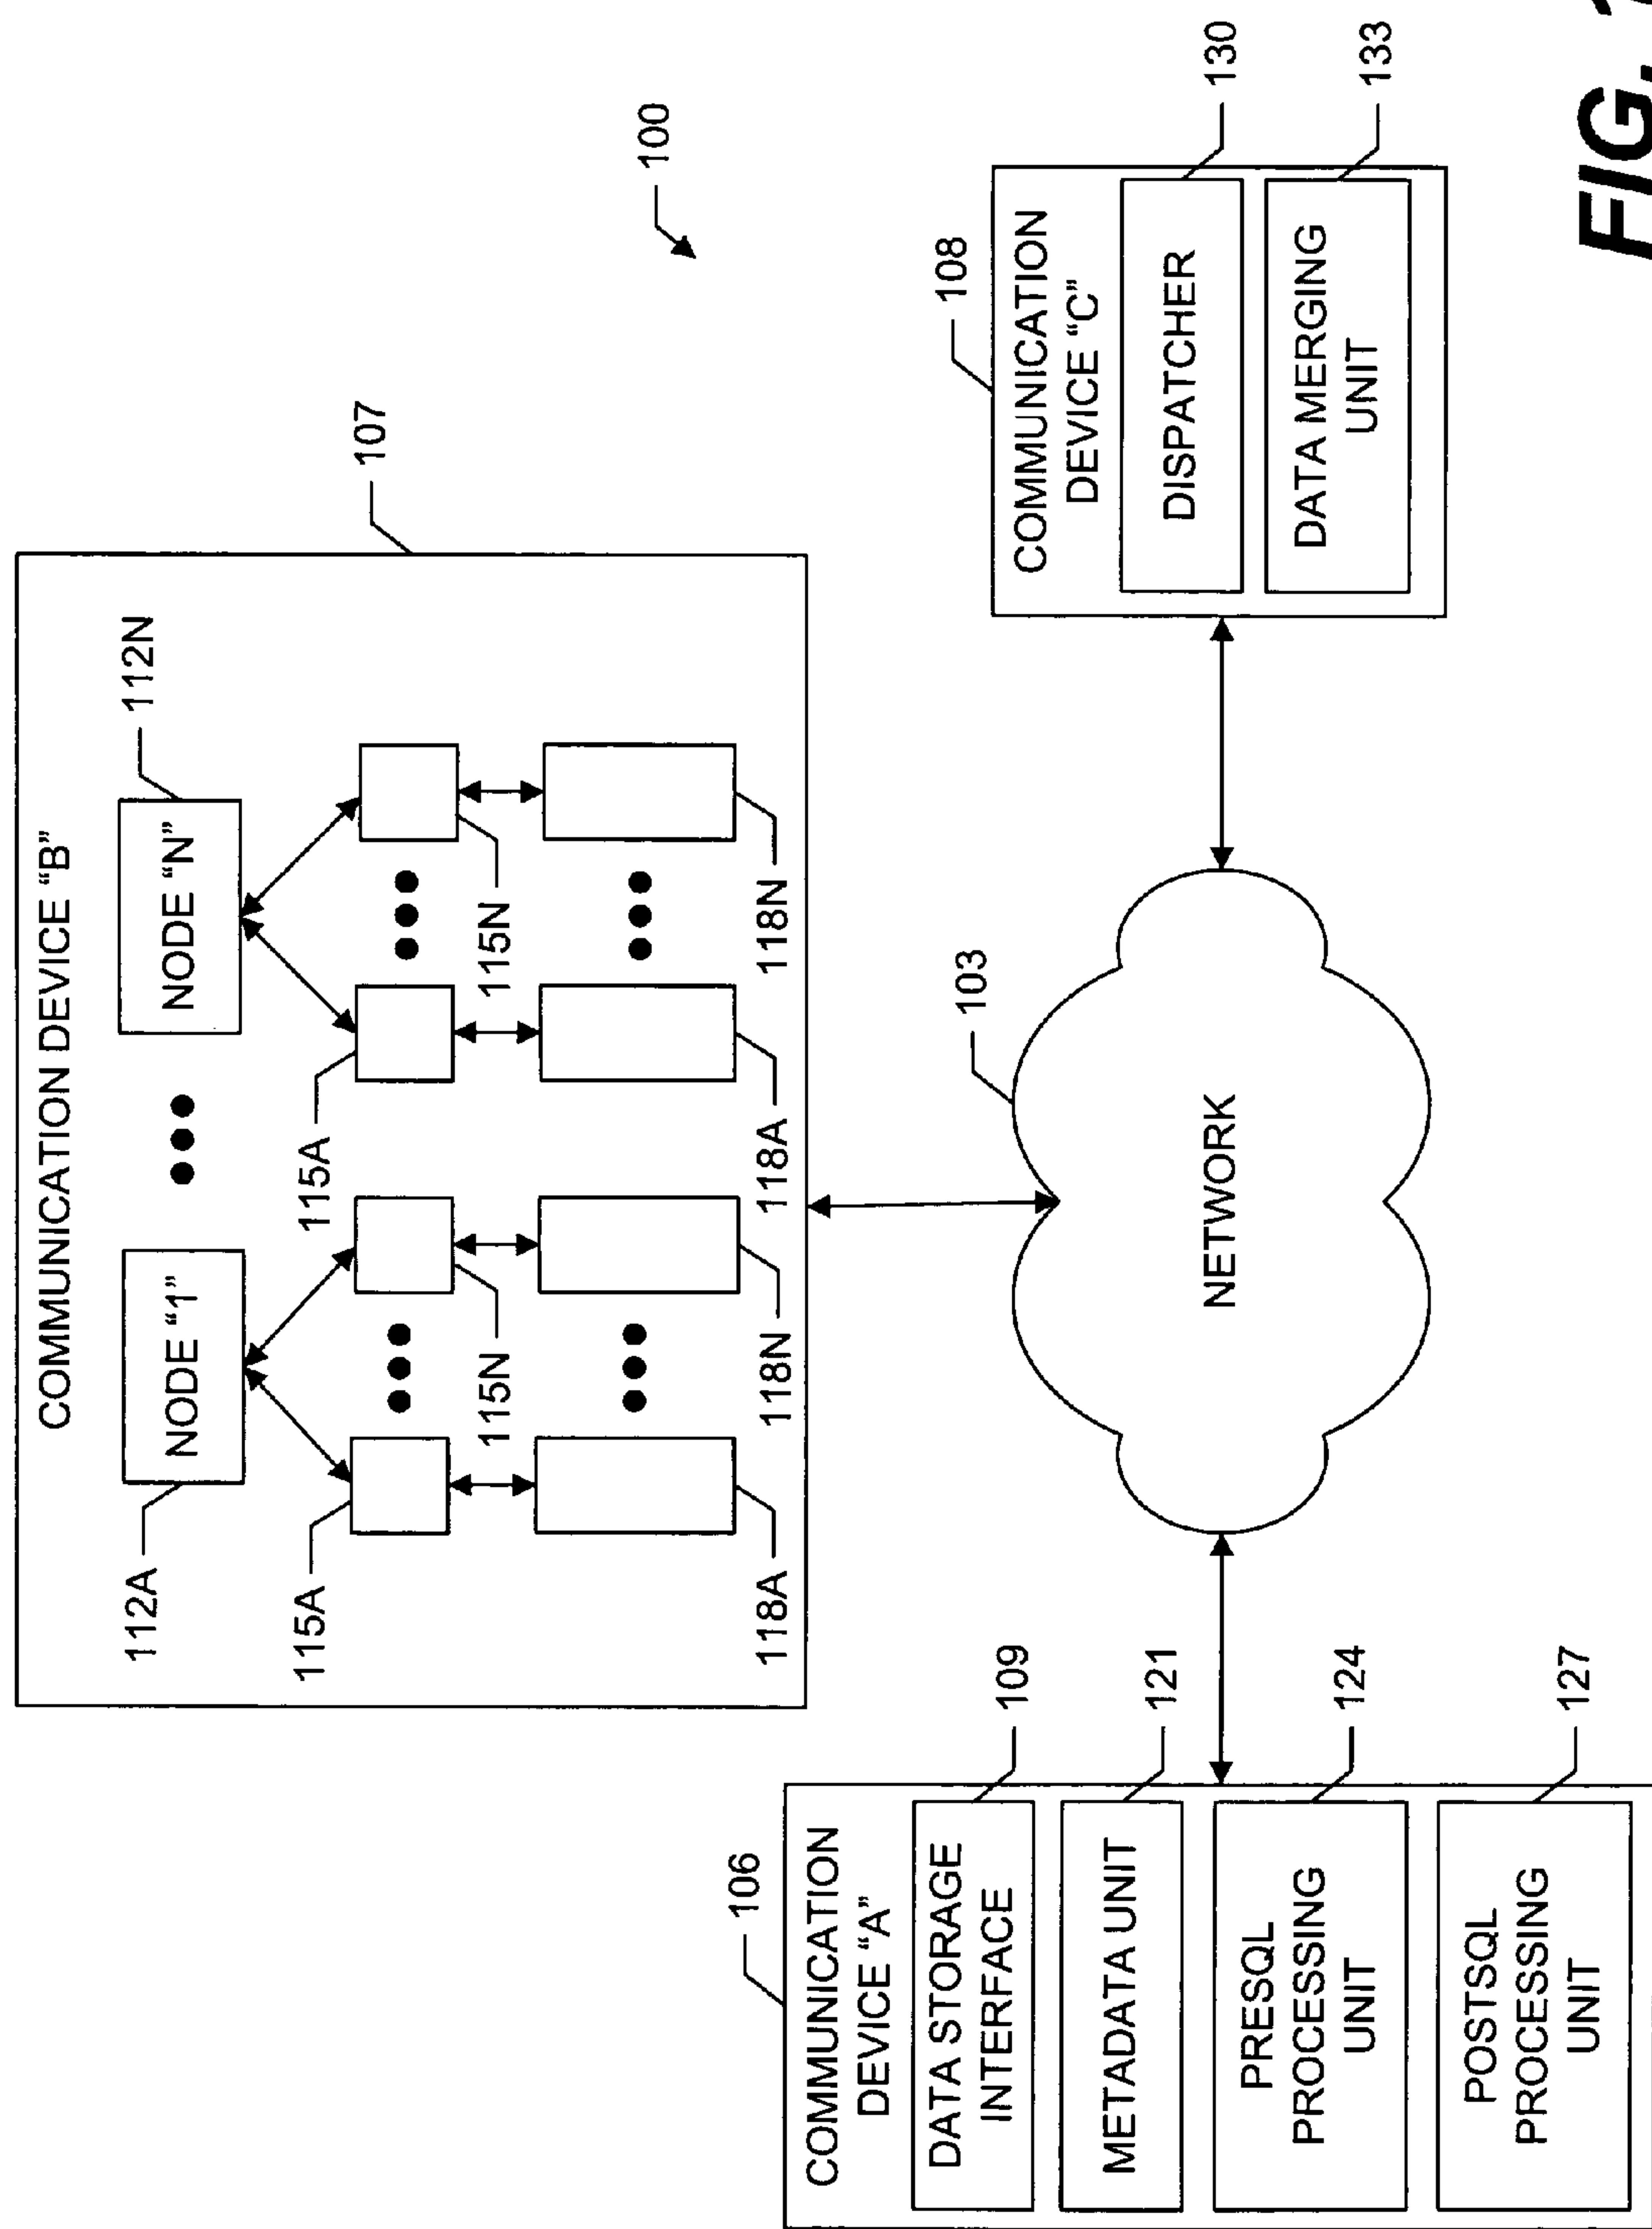 COMMUNICATION DEVICE “B”
107
112A
NODE “1”
NODE “N”
112N
115A
115N
115A
115N
118A
118N
118A
118N
100
106
COMMUNICATION
DEVICE “A”
DATA STORAGE
INTERFACE
109
METADATA UNIT
121
PRESQL
PROCESSING
UNIT
124
POSTSQL
PROCESSING
UNIT
127
103
NETWORK
108
COMMUNICATION
DEVICE “C”
DISPATCHER
130
DATA MERGING
UNIT
133
FIG. 1